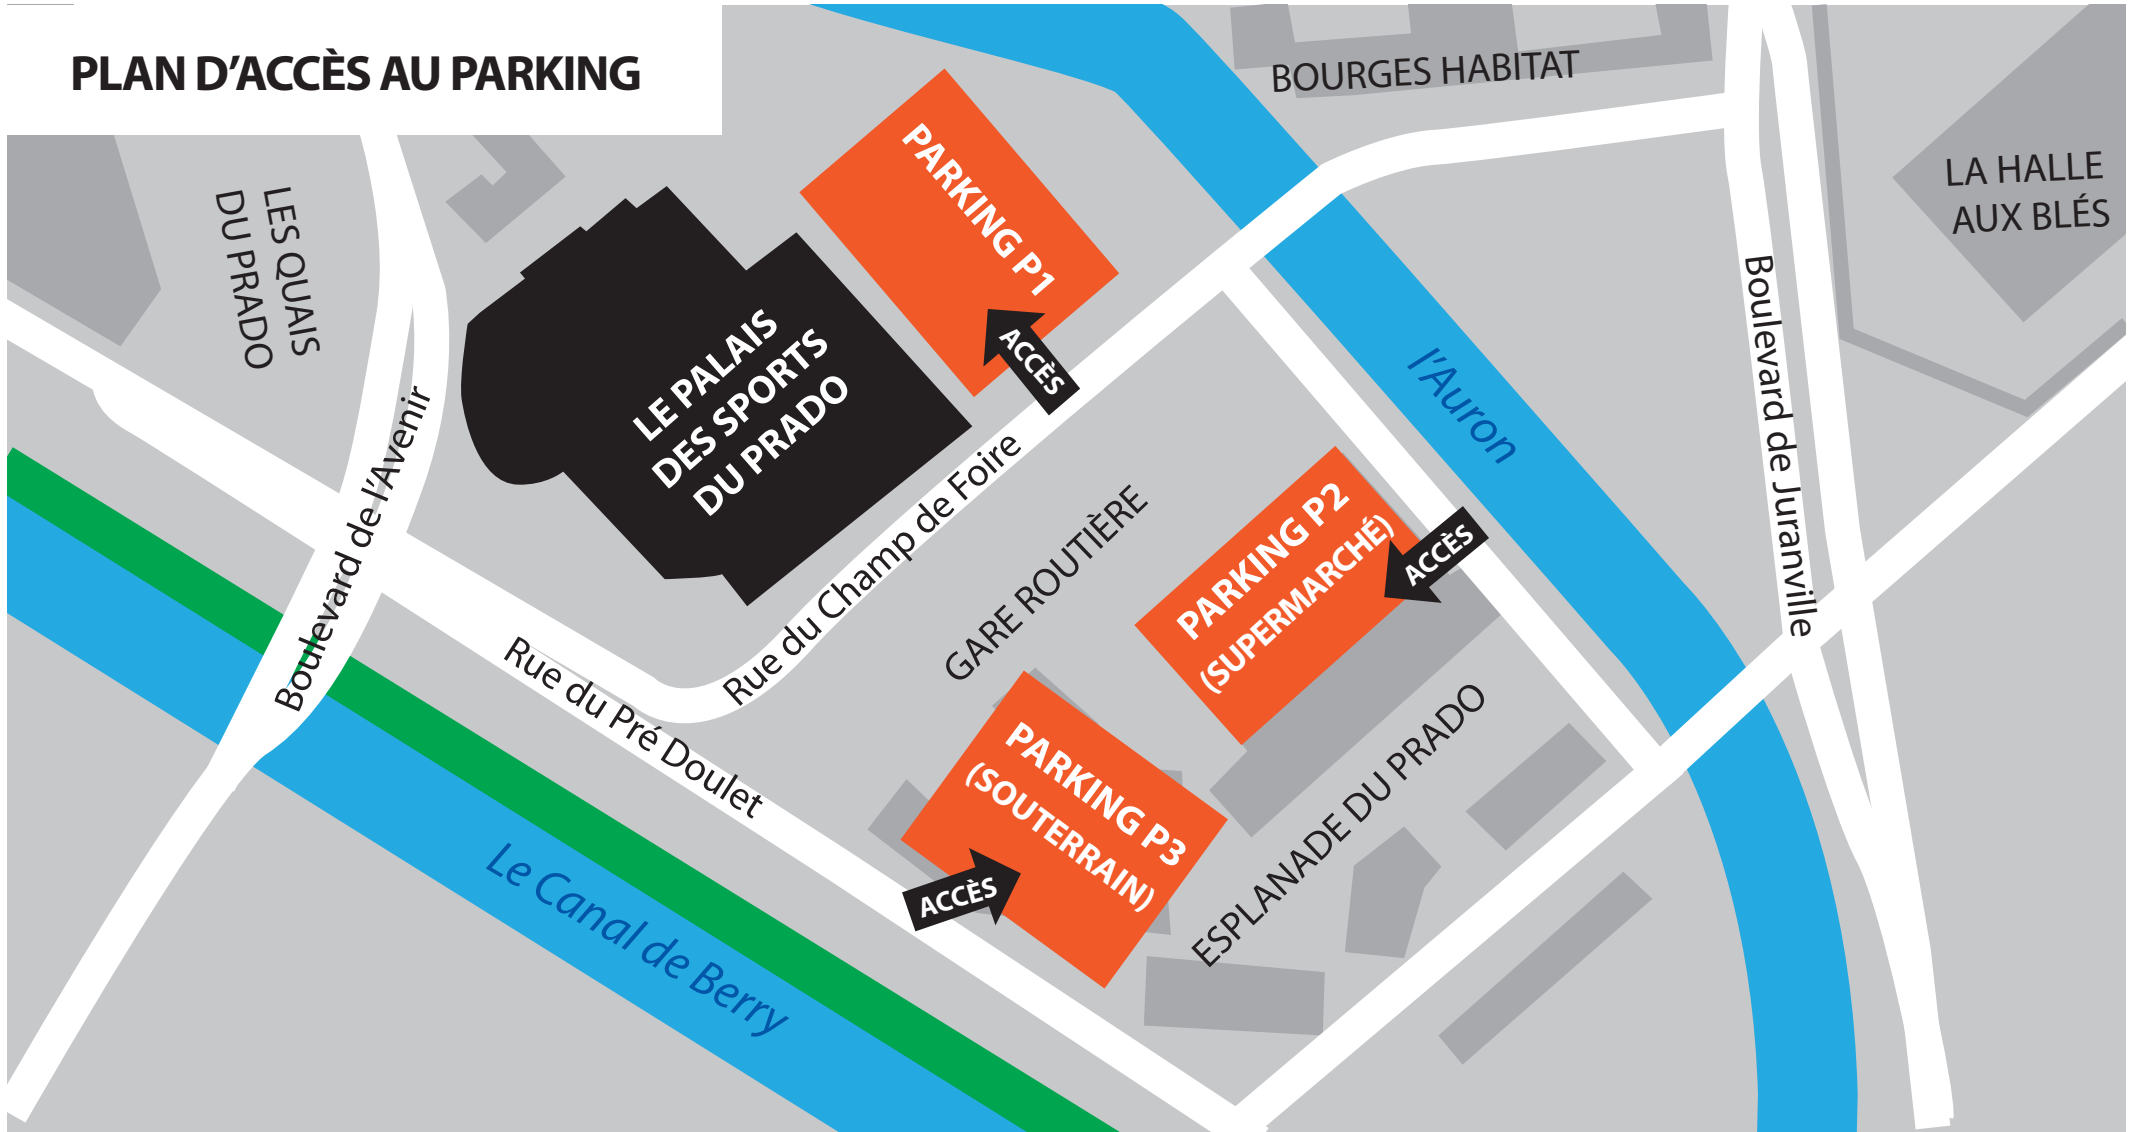 PLAN D'ACCÈS AU PARKING
BOURGES HABITAT
LA HALLE
AUX BLÉS
LES QUAIS
DU PRADO
PARKING P1
ACCÈS
LE PALAIS
DES SPORTS
DU PRADO
Boulevard de l'Avenir
Rue du Champ de Foire
Boulevard de Juranville
l'Auron
GARE ROUTIÈRE
PARKING P2
(SUPERMARCHÉ)
ACCÈS
Rue du Pré Doulet
PARKING P3
(SOUTERRAIN)
ACCÈS
ESPLANADE DU PRADO
Le Canal de Berry